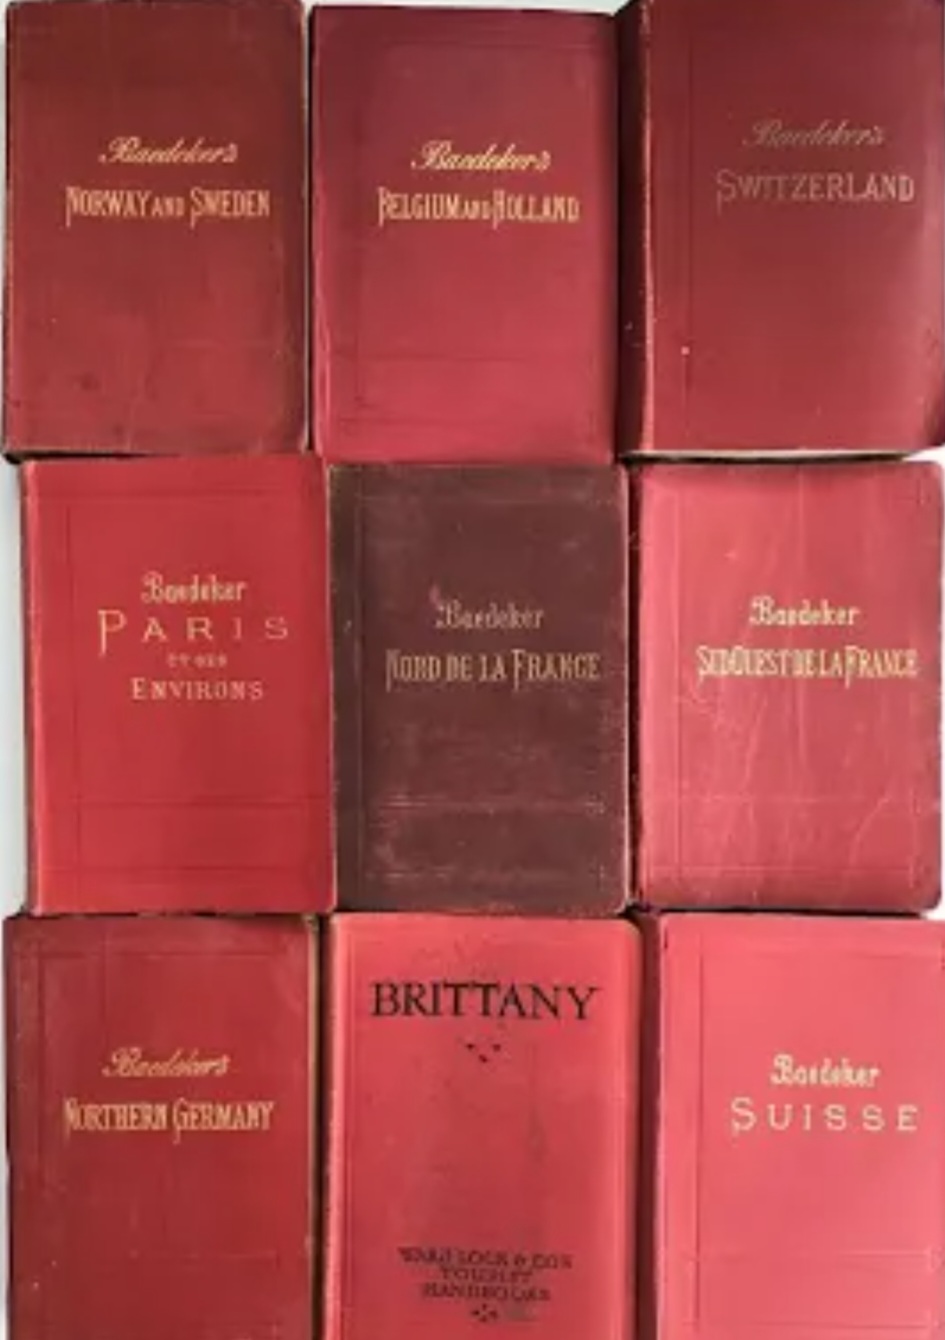 Baedeker's
NORWAY AND SWEDEN
Baedeker's
BELGIUM AND HOLLAND
Baedeker's
SWITZERLAND
Baedeker
PARIS
ET SES
ENVIRONS
Baedeker
NORD DE LA FRANCE
Baedeker
SUD OUEST DE LA FRANCE
Baedeker's
NORTHERN GERMANY
BRITTANY
WARD LOCK & COS
TOURIST
HANDBOOKS
Baedeker
SUISSE